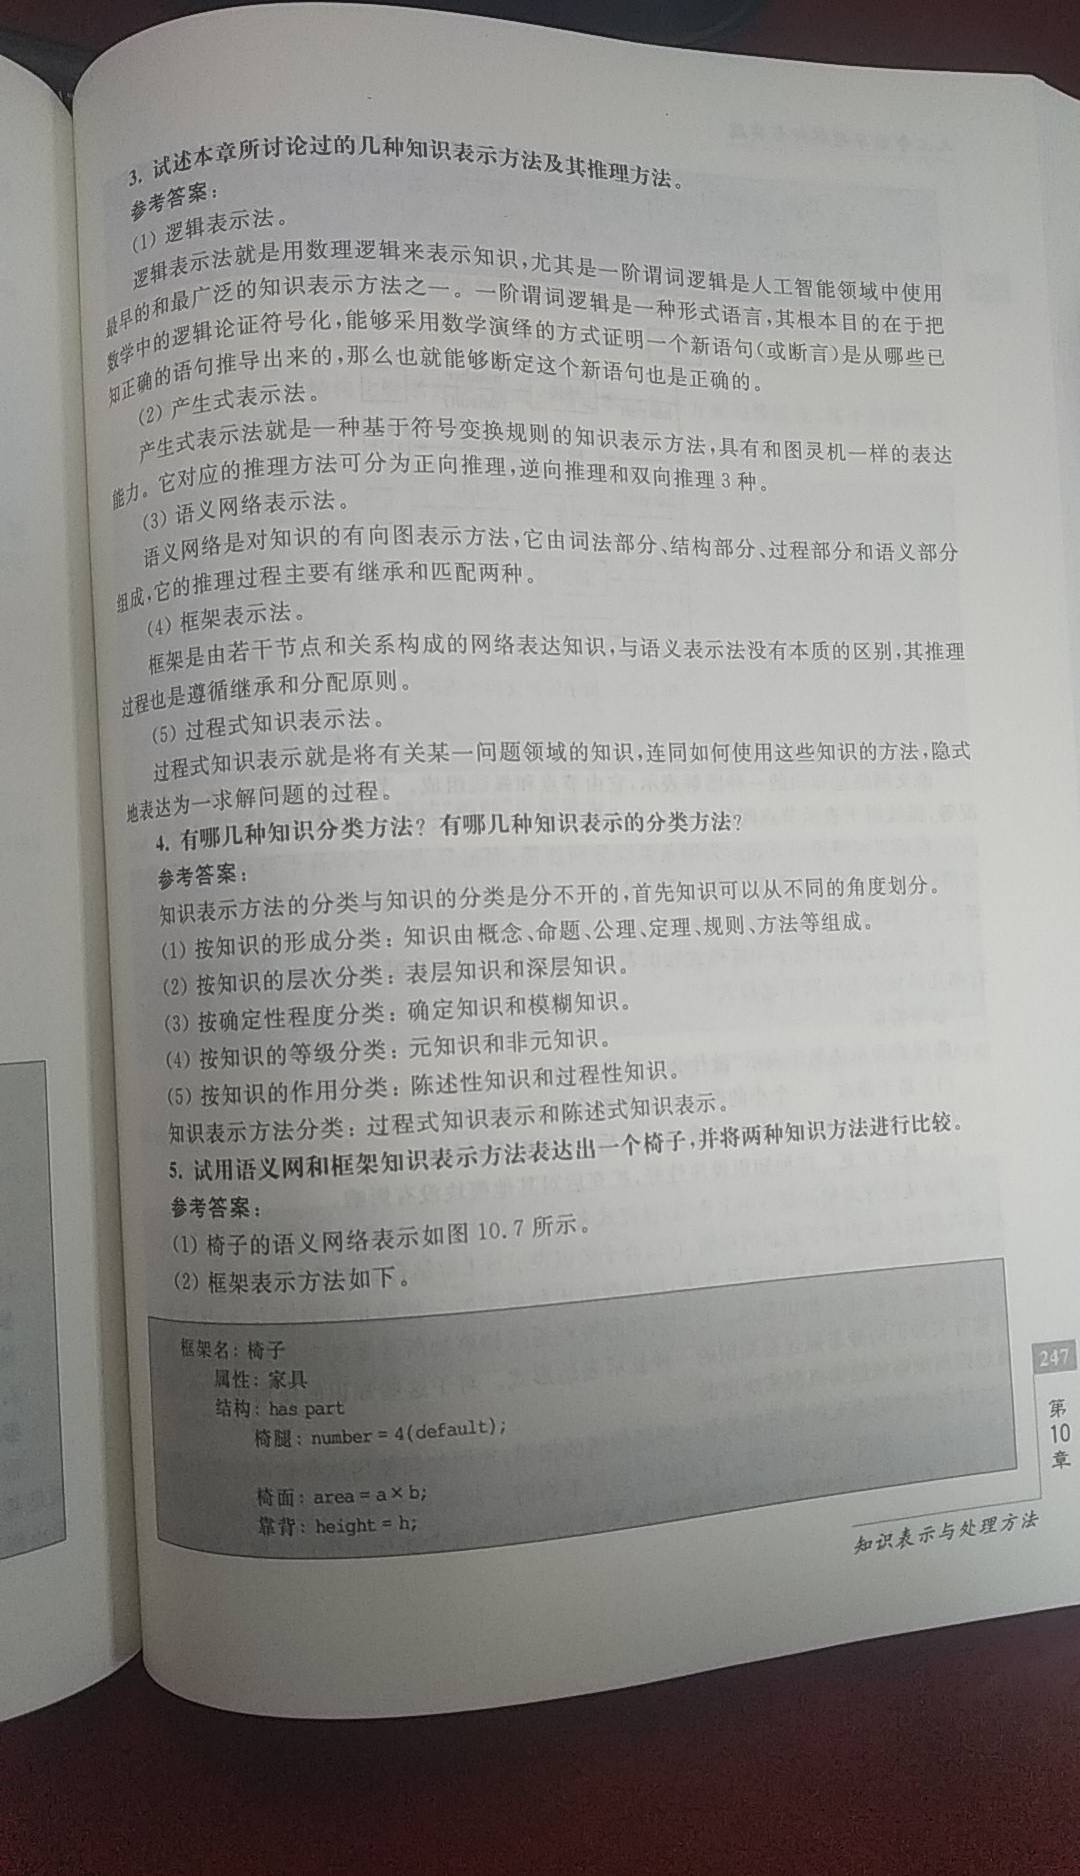 3. 试述本章所讨论过的几种知识表示方法及其推理方法。
参考答案：
(1) 逻辑表示法。
逻辑表示法就是用数理逻辑来表示知识，尤其是一阶谓词逻辑是人工智能领域中使用
最早的和最广泛的知识表示方法之一。一阶谓词逻辑是一种形式语言，其根本目的在于把
数学中的逻辑论证符号化，能够采用数学演绎的方式证明一个新语句(或断言)是从哪些已
知正确的语句推导出来的，那么也就能够断定这个新语句也是正确的。
(2) 产生式表示法。
产生式表示法就是一种基于符号变换规则的知识表示方法，具有和图灵机一样的表达
能力。它对应的推理方法可分为正向推理，逆向推理和双向推理 3 种。
(3) 语义网络表示法。
语义网络是对知识的有向图表示方法，它由词法部分、结构部分、过程部分和语义部分
组成，它的推理过程主要有继承和匹配两种。
(4) 框架表示法。
框架是由若干节点和关系构成的网络表达知识，与语义表示法没有本质的区别，其推理
过程也是遵循继承和分配原则。
(5) 过程式知识表示法。
过程式知识表示就是将有关某一问题领域的知识，连同如何使用这些知识的方法，隐式
地表达为一求解问题的过程。
4. 有哪几种知识分类方法？有哪几种知识表示的分类方法？
参考答案：
知识表示方法的分类与知识的分类是分不开的，首先知识可以从不同的角度划分。
(1) 按知识的形成分类：知识由概念、命题、公理、定理、规则、方法等组成。
(2) 按知识的层次分类：表层知识和深层知识。
(3) 按确定性程度分类：确定知识和模糊知识。
(4) 按知识的等级分类：元知识和非元知识。
(5) 按知识的作用分类：陈述性知识和过程性知识。
知识表示方法分类：过程式知识表示和陈述式知识表示。
5. 试用语义网和框架知识表示方法表达出一个椅子，并将两种知识方法进行比较。
参考答案：
(1) 椅子的语义网络表示如图 10.7 所示。
(2) 框架表示方法如下。
框架名：椅子
属性：家具
结构：has part
椅腿：number = 4(default);
椅面：area = a × b;
靠背：height = h;
247
第
10
章
知识表示与处理方法